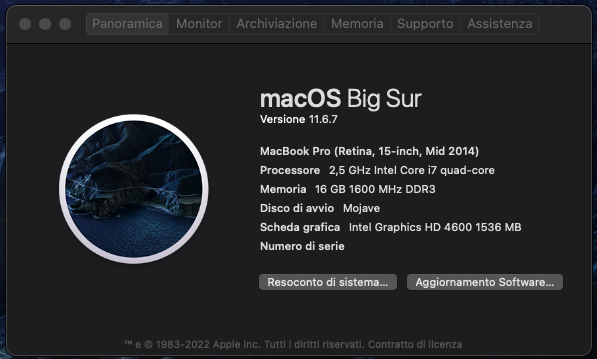 Panoramica Monitor Archiviazione Memoria Supporto Assistenza
macOS Big Sur
Versione 11.6.7
MacBook Pro (Retina, 15-inch, Mid 2014)
Processore 2,5 GHz Intel Core i7 quad-core
Memoria 16 GB 1600 MHz DDR3
Disco di avvio Mojave
Scheda grafica Intel Graphics HD 4600 1536 MB
Numero di serie
Resoconto di sistema... Aggiornamento Software...
™ e © 1983-2022 Apple Inc. Tutti i diritti riservati. Contratto di licenza